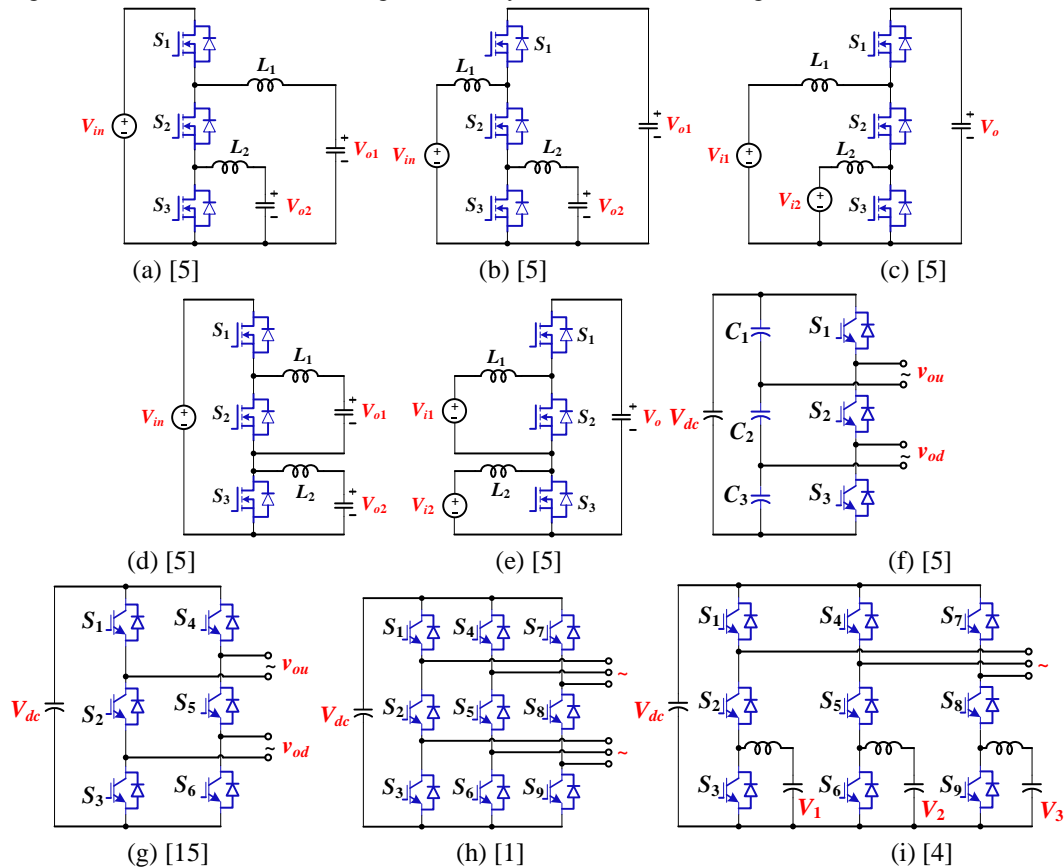 S1 S1 S1
L1 L1 L1
Vin S2 Vo1 Vin S2 Vo1 Vi1 S2 Vo
L2 L2 L2
S3 Vo2 S3 Vo2 Vi2 S3
(a) [5] (b) [5] (c) [5]
S1 L1 S1 L1 C1 S1 ~ vou
Vin S2 Vo1 Vi1 S2 Vo Vdc C2 S2
L2 L2 ~ vod
S3 Vo2 Vi2 S3 C3 S3
(d) [5] (e) [5] (f) [5]
S1 S4 S1 S4 S7 S1 S4 S7
~ vou ~ ~
Vdc S2 S5 Vdc S2 S5 S8 Vdc S2 S5 S8
~ vod ~
S3 S6 S3 S6 S9 S3 V1 S6 V2 S9 V3
(g) [15] (h) [1] (i) [4]